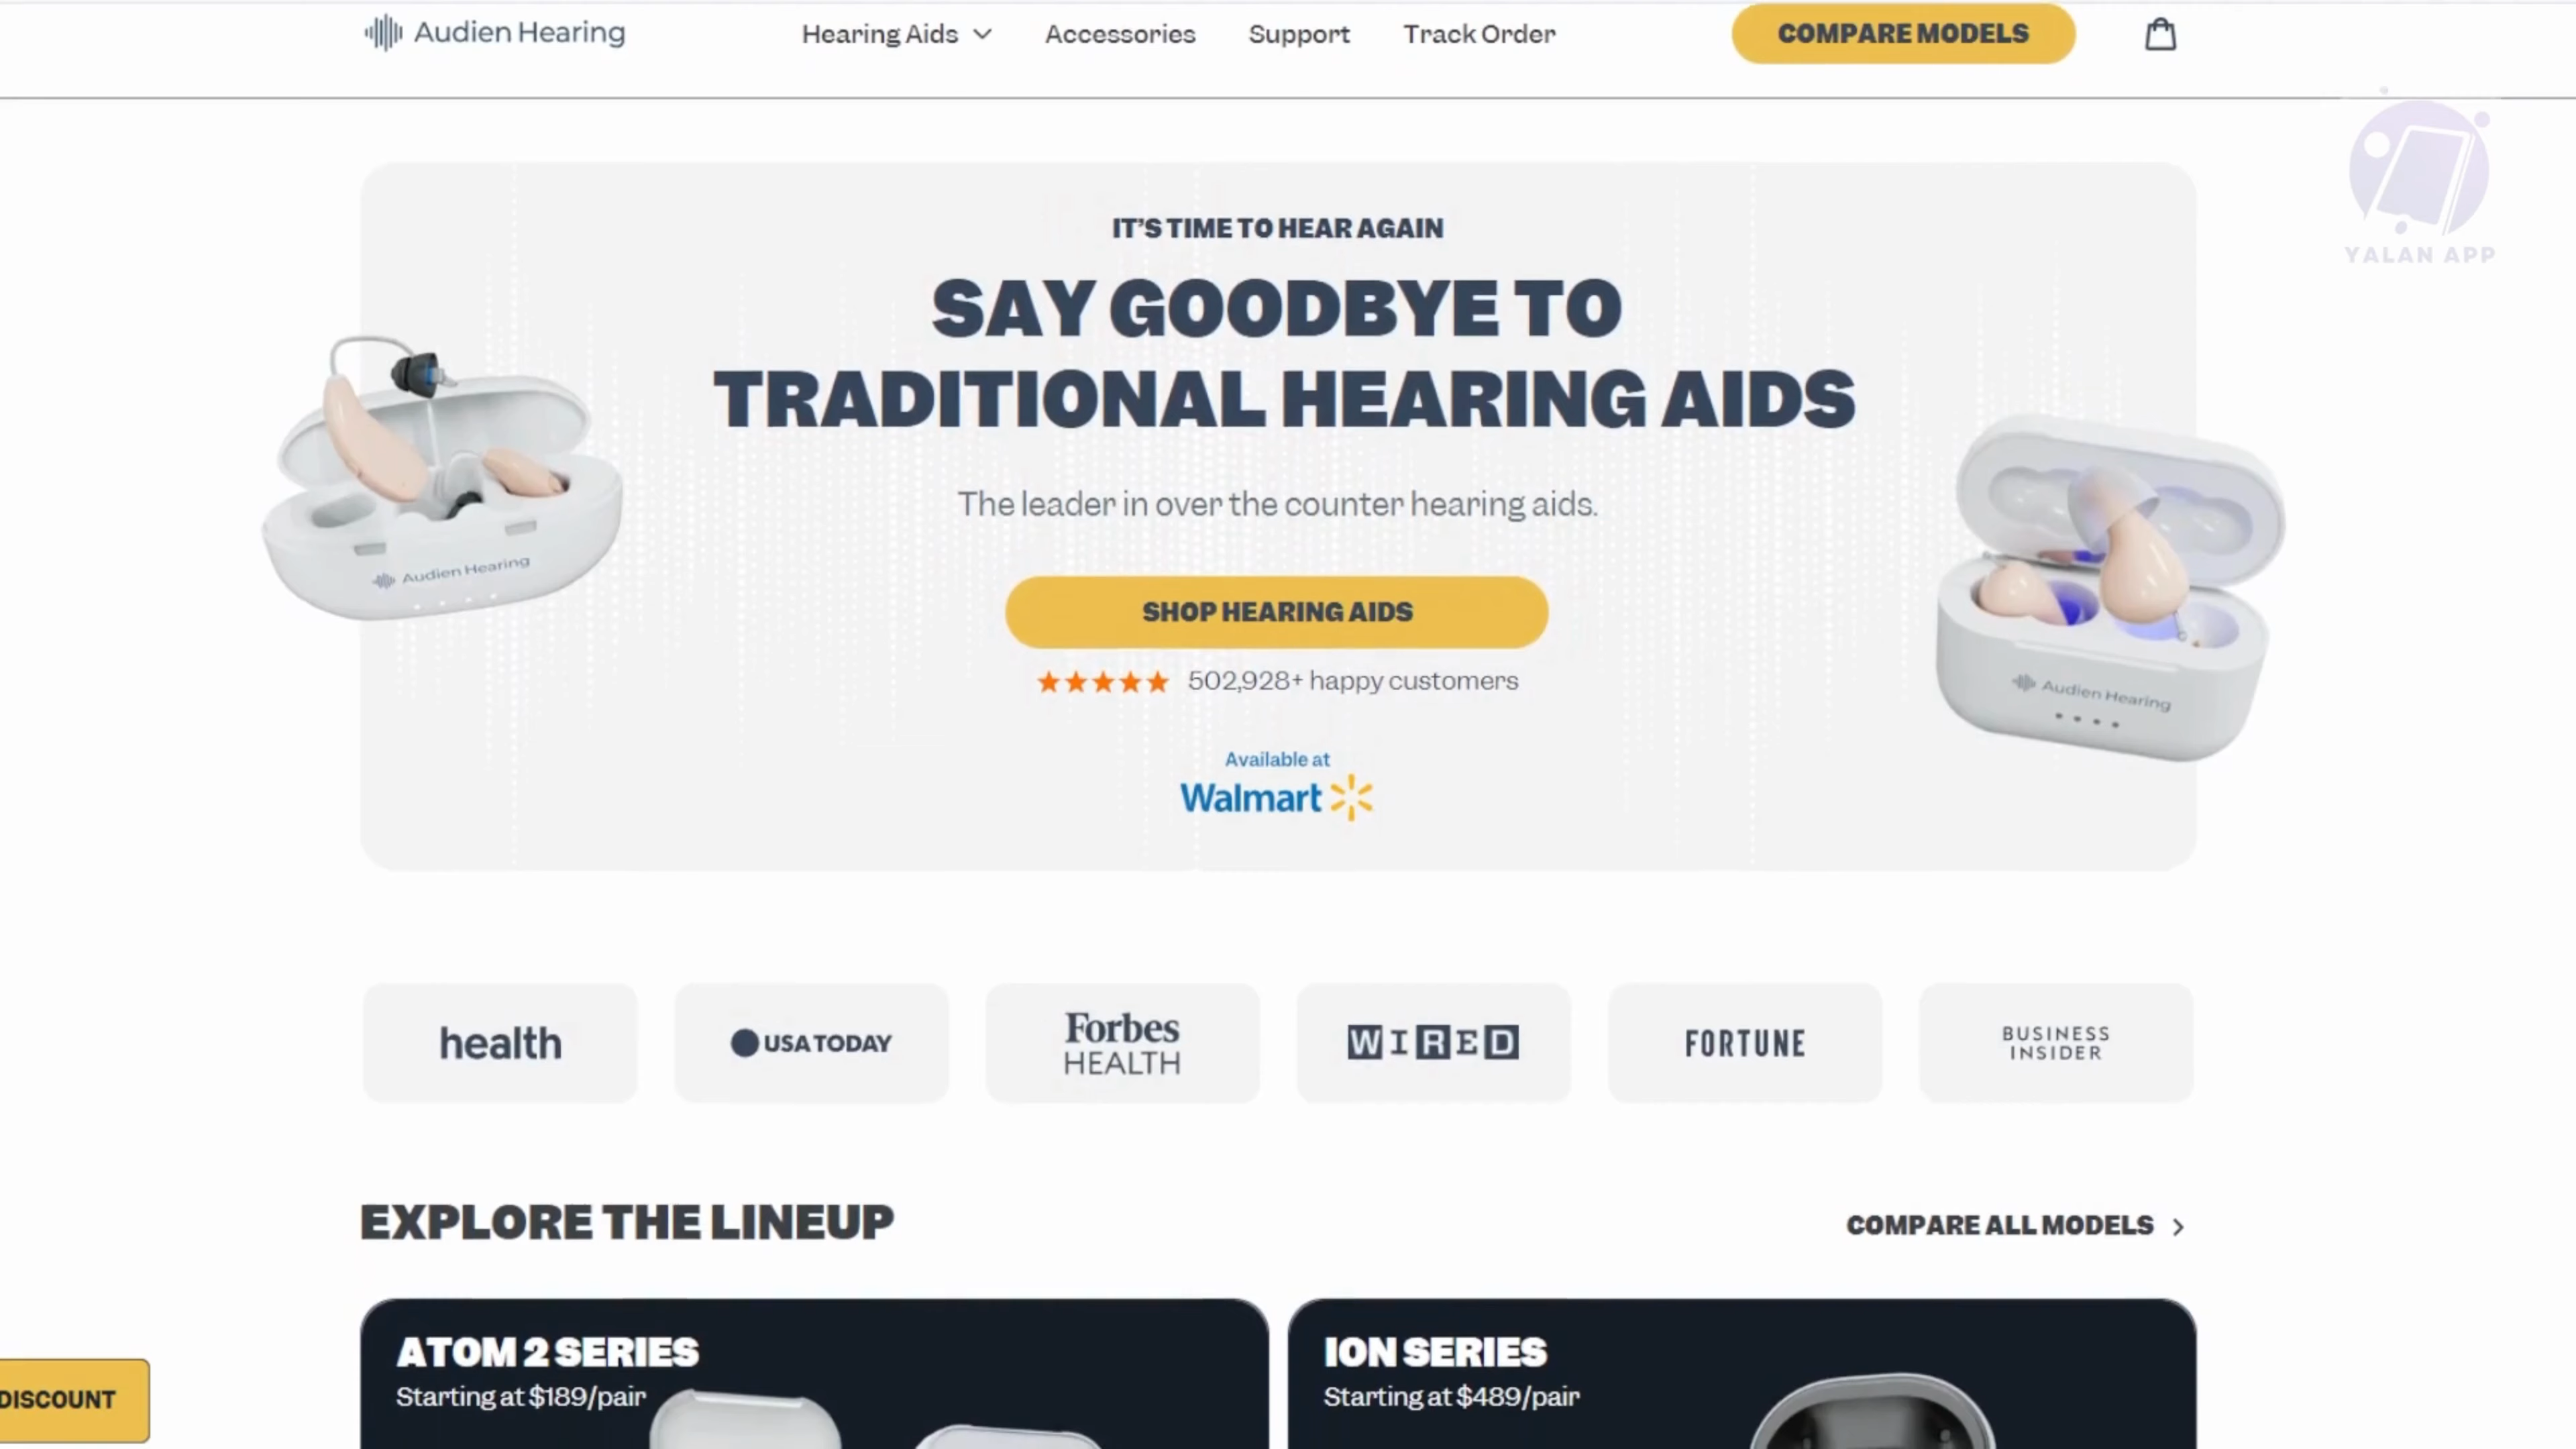 Audien Hearing
Hearing Aids
Accessories
Support
Track Order
COMPARE MODELS
YALAN APP
IT'S TIME TO HEAR AGAIN
SAY GOODBYE TO
TRADITIONAL HEARING AIDS
The leader in over the counter hearing aids.
SHOP HEARING AIDS
502,928+ happy customers
Available at
Walmart
Audien Hearing
Audien Hearing
health
USA TODAY
Forbes
HEALTH
WIRED
FORTUNE
BUSINESS
INSIDER
EXPLORE THE LINEUP
COMPARE ALL MODELS
ATOM 2 SERIES
Starting at $189/pair
ION SERIES
Starting at $489/pair
DISCOUNT